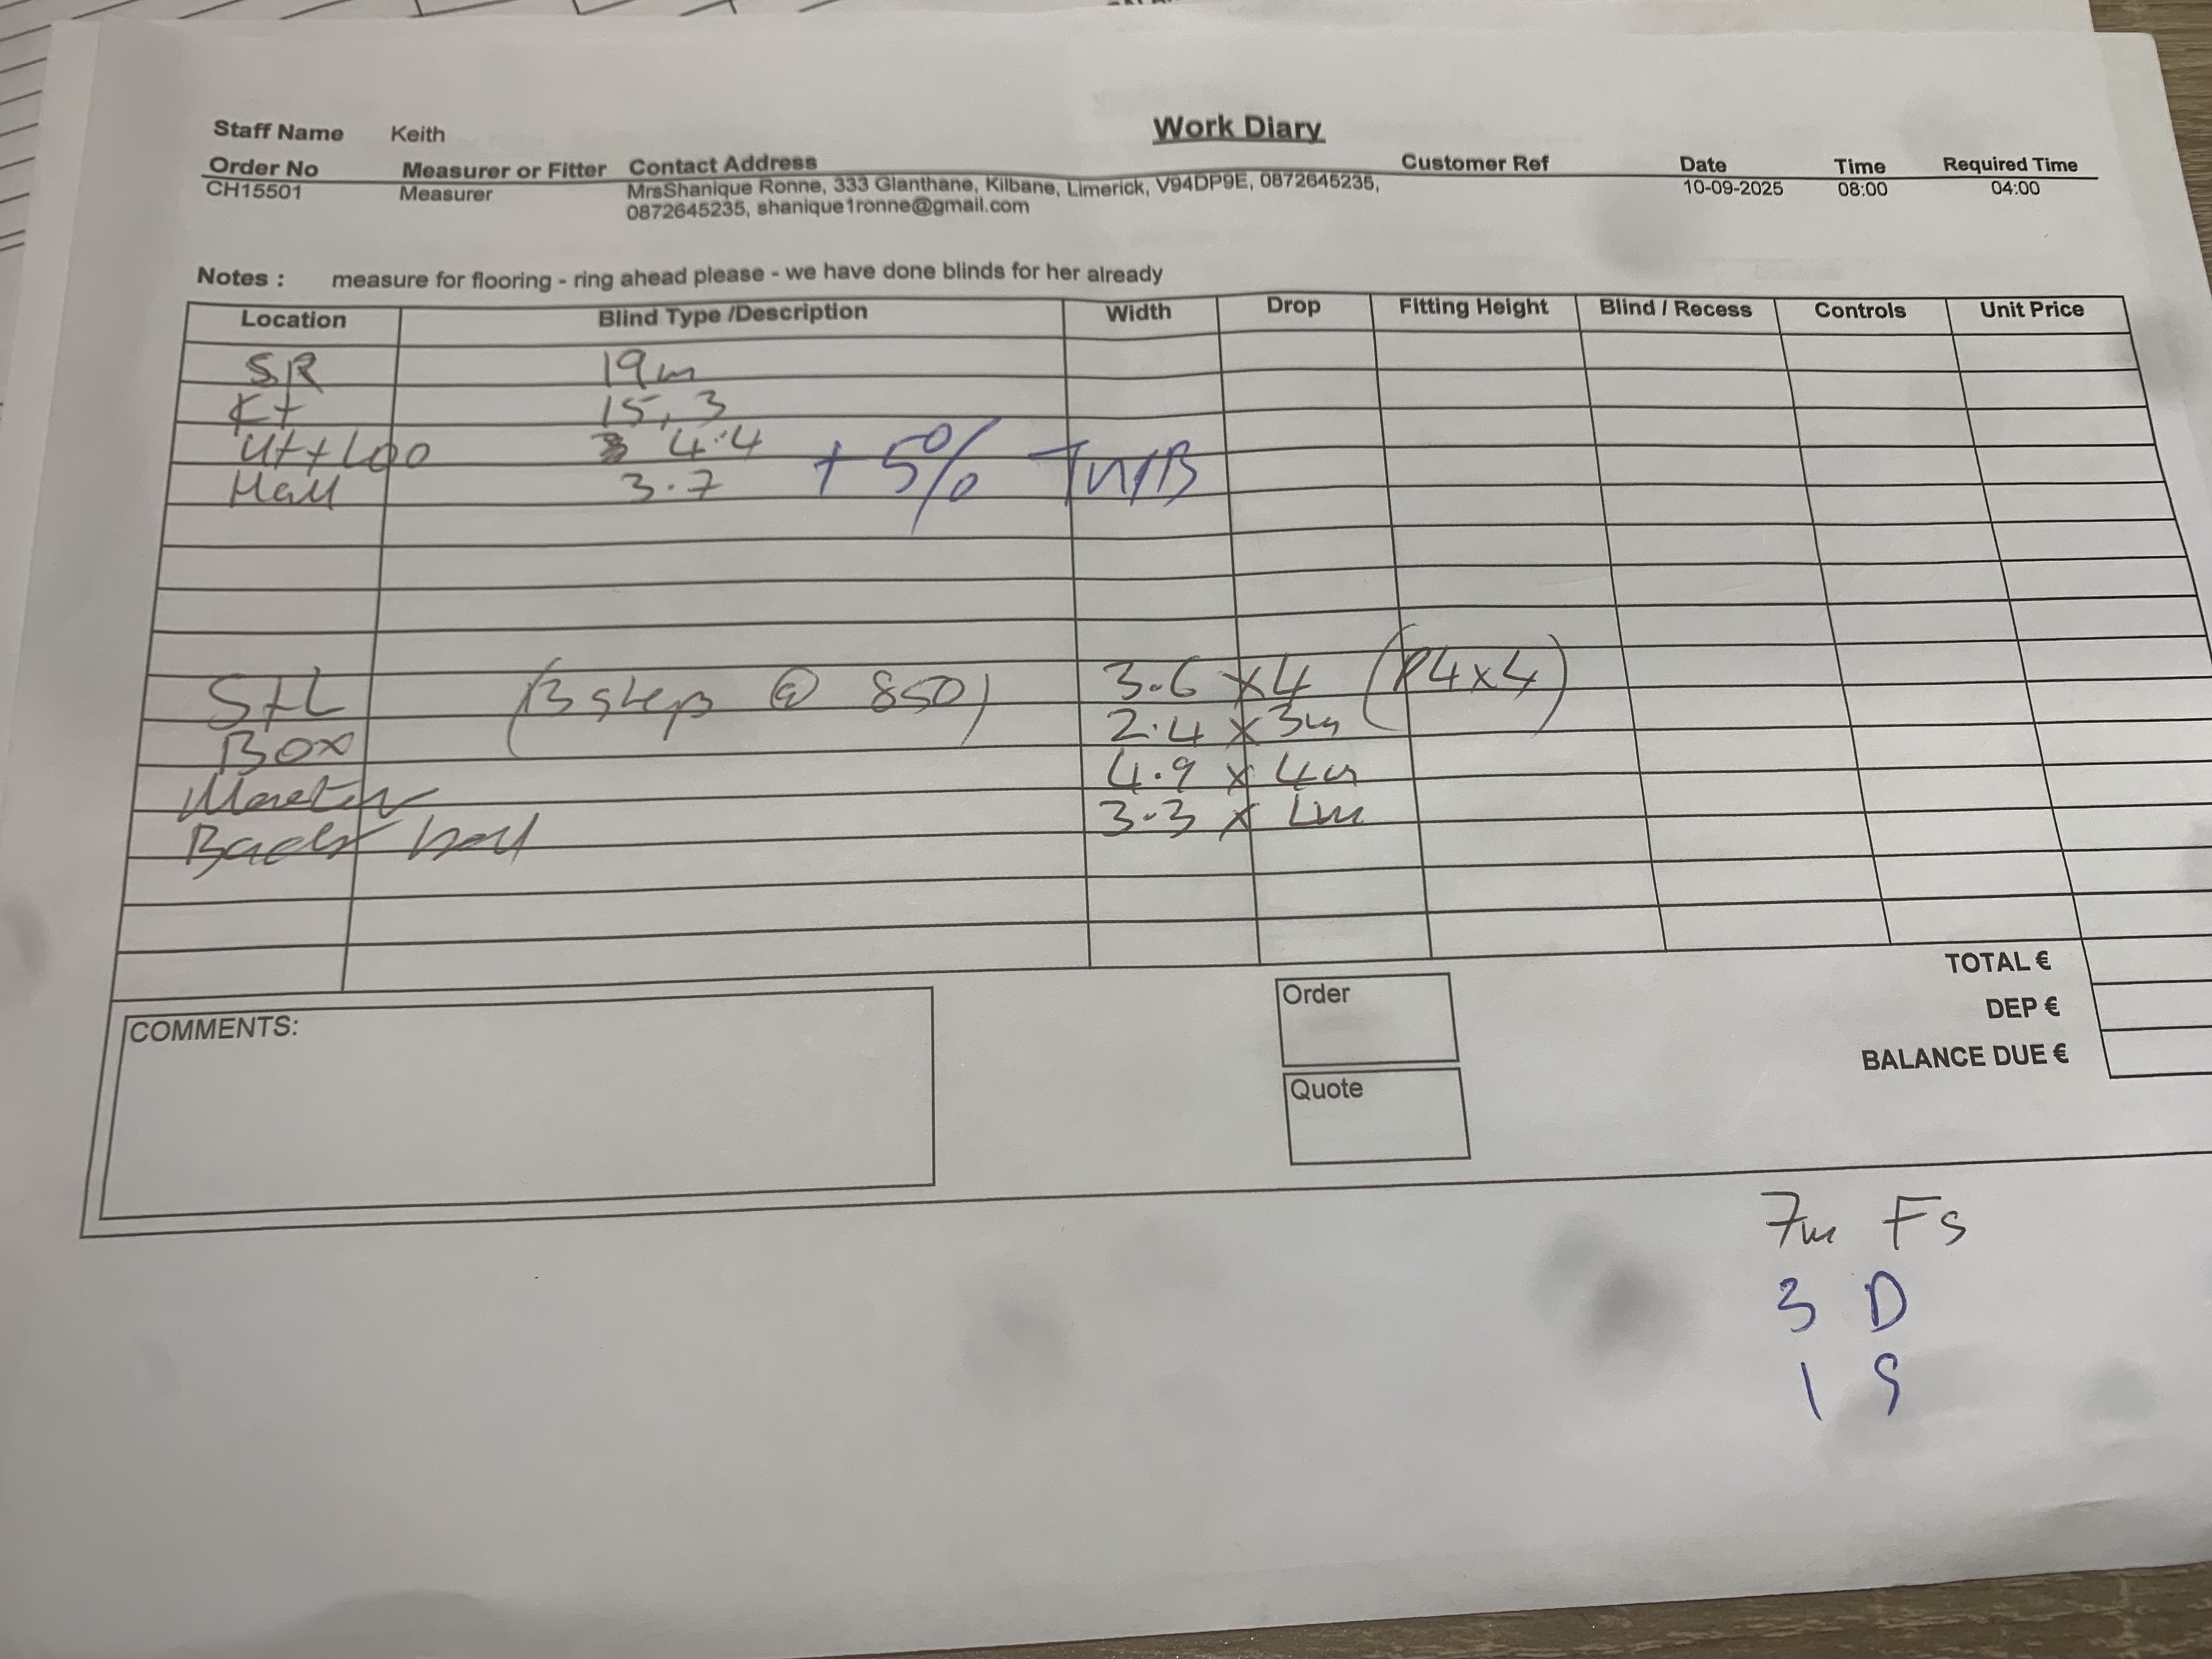 Work Diary
Staff Name Keith
Order No Measurer or Fitter Contact Address Customer Ref Date Time Required Time
CH15501 Measurer MrsShanique Ronne, 333 Glanthane, Kilbane, Limerick, V94DP9E, 0872645235, 10-09-2025 08:00 04:00
0872645235, shanique1ronne@gmail.com
Notes : measure for flooring - ring ahead please - we have done blinds for her already
Location Blind Type /Description Width Drop Fitting Height Blind / Recess Controls Unit Price
SR 19m
Kt 15,3
Ut + Loo 4.4
+ 5%
Hall 3.7
S+L (13 steps @ 850) 3.6 x 4 (P4x4)
Box 2.4 x 3m
Master 4.9 x 4m
Back hall 3.3 x
TOTAL €
DEP €
BALANCE DUE €
COMMENTS:
Order
Quote
7m Fs
3 D
1 S